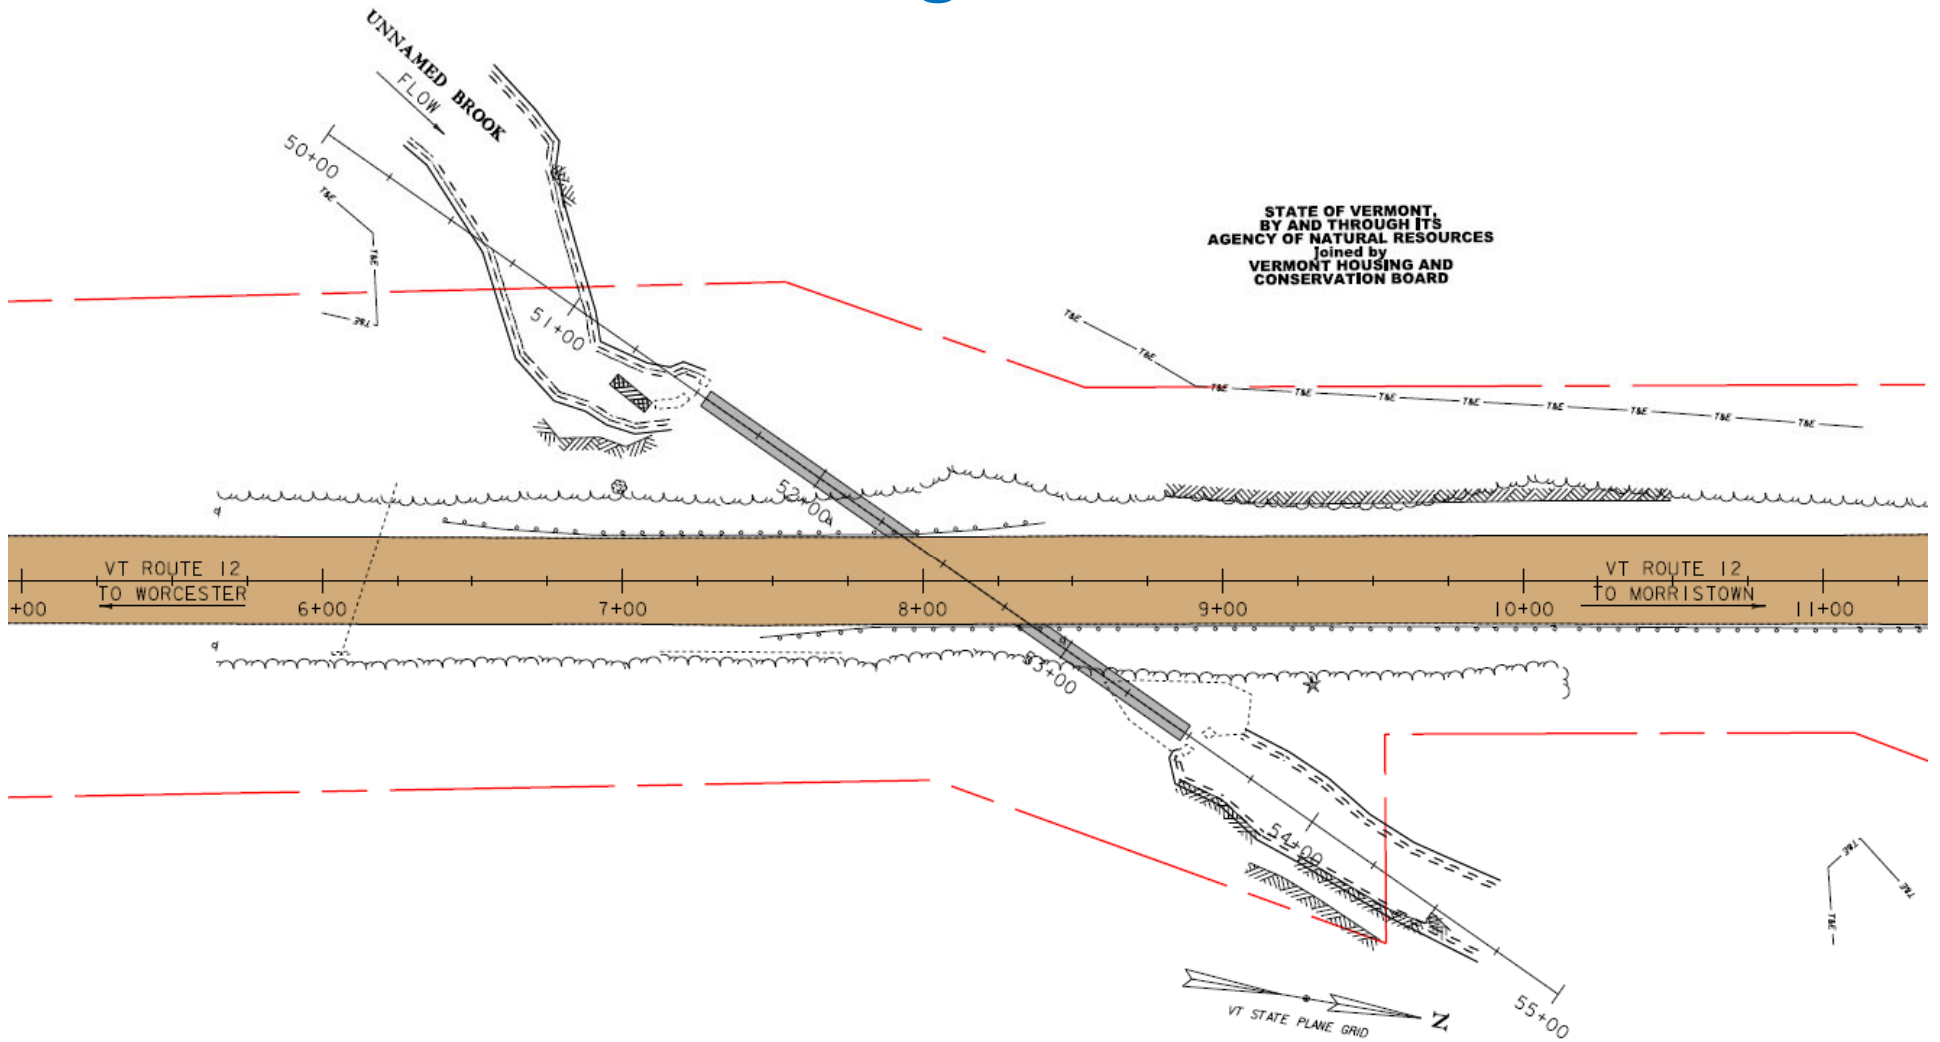 UNNAMED BROOK
FLOW
50+00
T&E
T&E
T&E
51+00
STATE OF VERMONT,
BY AND THROUGH ITS
AGENCY OF NATURAL RESOURCES
Joined by
VERMONT HOUSING AND
CONSERVATION BOARD
T&E
T&E
T&E
T&E
T&E
T&E
T&E
T&E
T&E
T&E
52+00
VT ROUTE 12
TO WORCESTER
VT ROUTE 12
TO MORRISTOWN
+00
6+00
7+00
8+00
9+00
10+00
11+00
53+00
54+00
T&E
T&E
T&E
55+00
VT STATE PLANE GRID
N